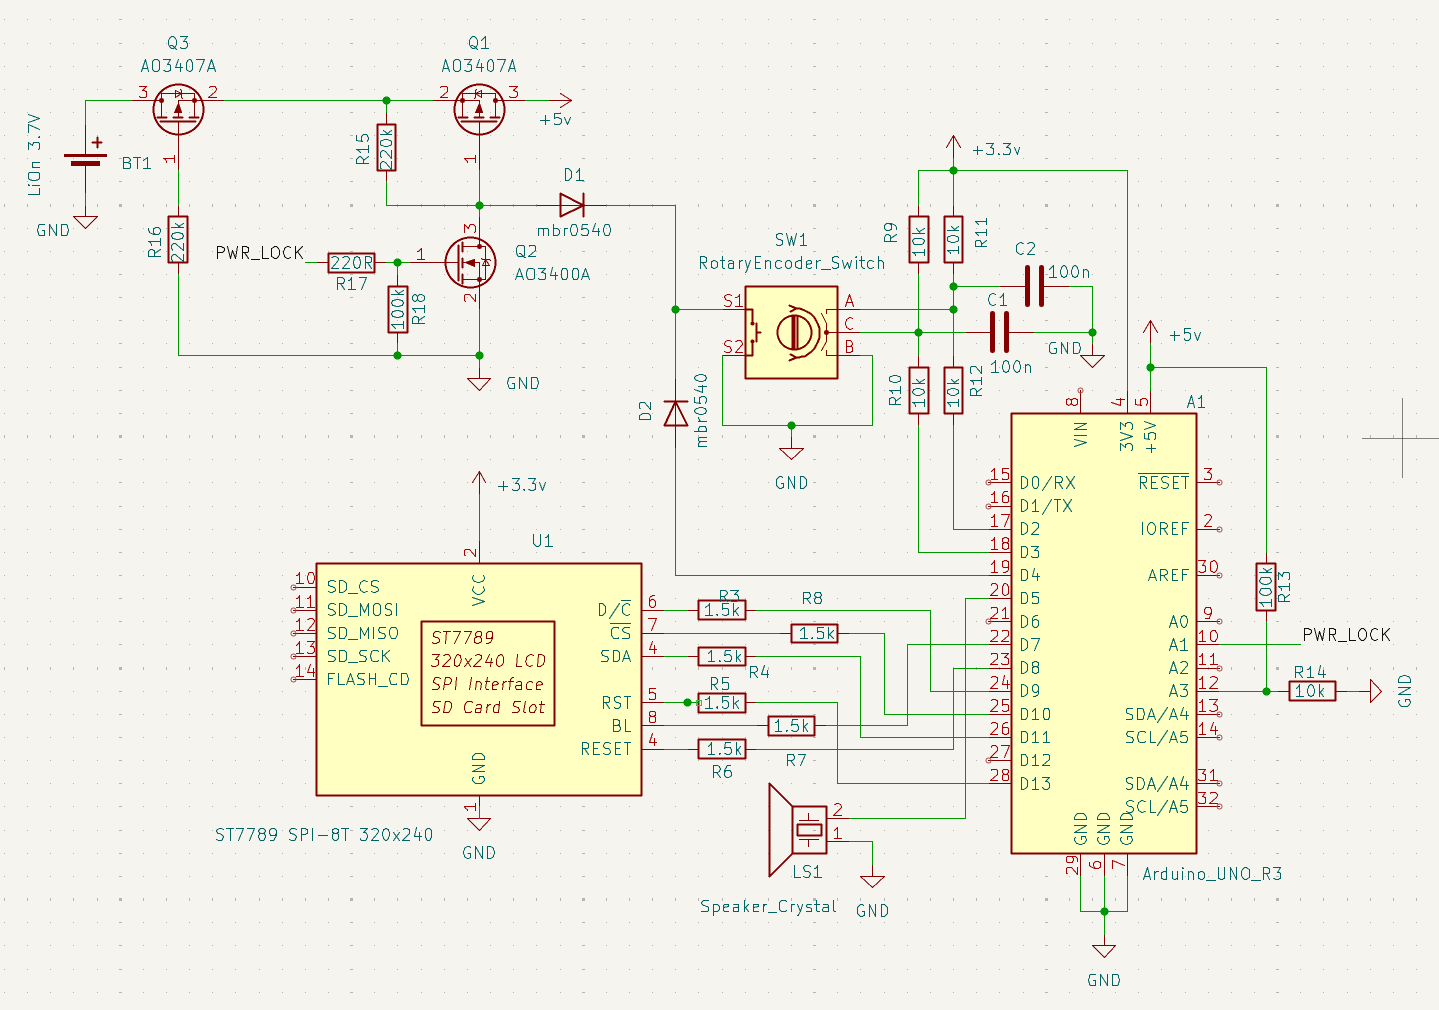 Q3
AO3407A
3
2
1
Q1
AO3407A
2
3
1
+5v
LiOn 3.7V
+
BT1
GND
R15
220k
D1
mbr0540
R16
220k
PWR_LOCK
220R
R17
1
3
2
Q2
AO3400A
100k
R18
GND
+3.3v
R9
10k
10k
R11
C2
100n
C1
100n
GND
SW1
RotaryEncoder_Switch
S1
S2
A
C
B
GND
D2
mbr0540
R10
10k
10k
R12
+5v
A1
8
4
5
VIN
3V3
+5V
15
D0/RX
16
D1/TX
17
D2
18
D3
19
D4
20
D5
21
D6
22
D7
23
D8
24
D9
25
D10
26
D11
27
D12
28
D13
RESET
3
IOREF
2
AREF
30
A0
9
A1
10
A2
11
A3
12
SDA/A4
13
SCL/A5
14
SDA/A4
31
SCL/A5
32
GND
GND
GND
29
6
7
Arduino_UNO_R3
GND
100k
R13
PWR_LOCK
R14
10k
GND
+3.3v
U1
2
VCC
10
SD_CS
11
SD_MOSI
12
SD_MISO
13
SD_SCK
14
FLASH_CD
ST7789
320x240 LCD
SPI Interface
SD Card Slot
D/C
6
CS
7
SDA
4
RST
5
BL
8
RESET
4
GND
1
GND
ST7789 SPI-8T 320x240
R3
1.5k
R8
1.5k
1.5k
R4
R5
1.5k
1.5k
R7
1.5k
R6
2
1
LS1
Speaker_Crystal
GND